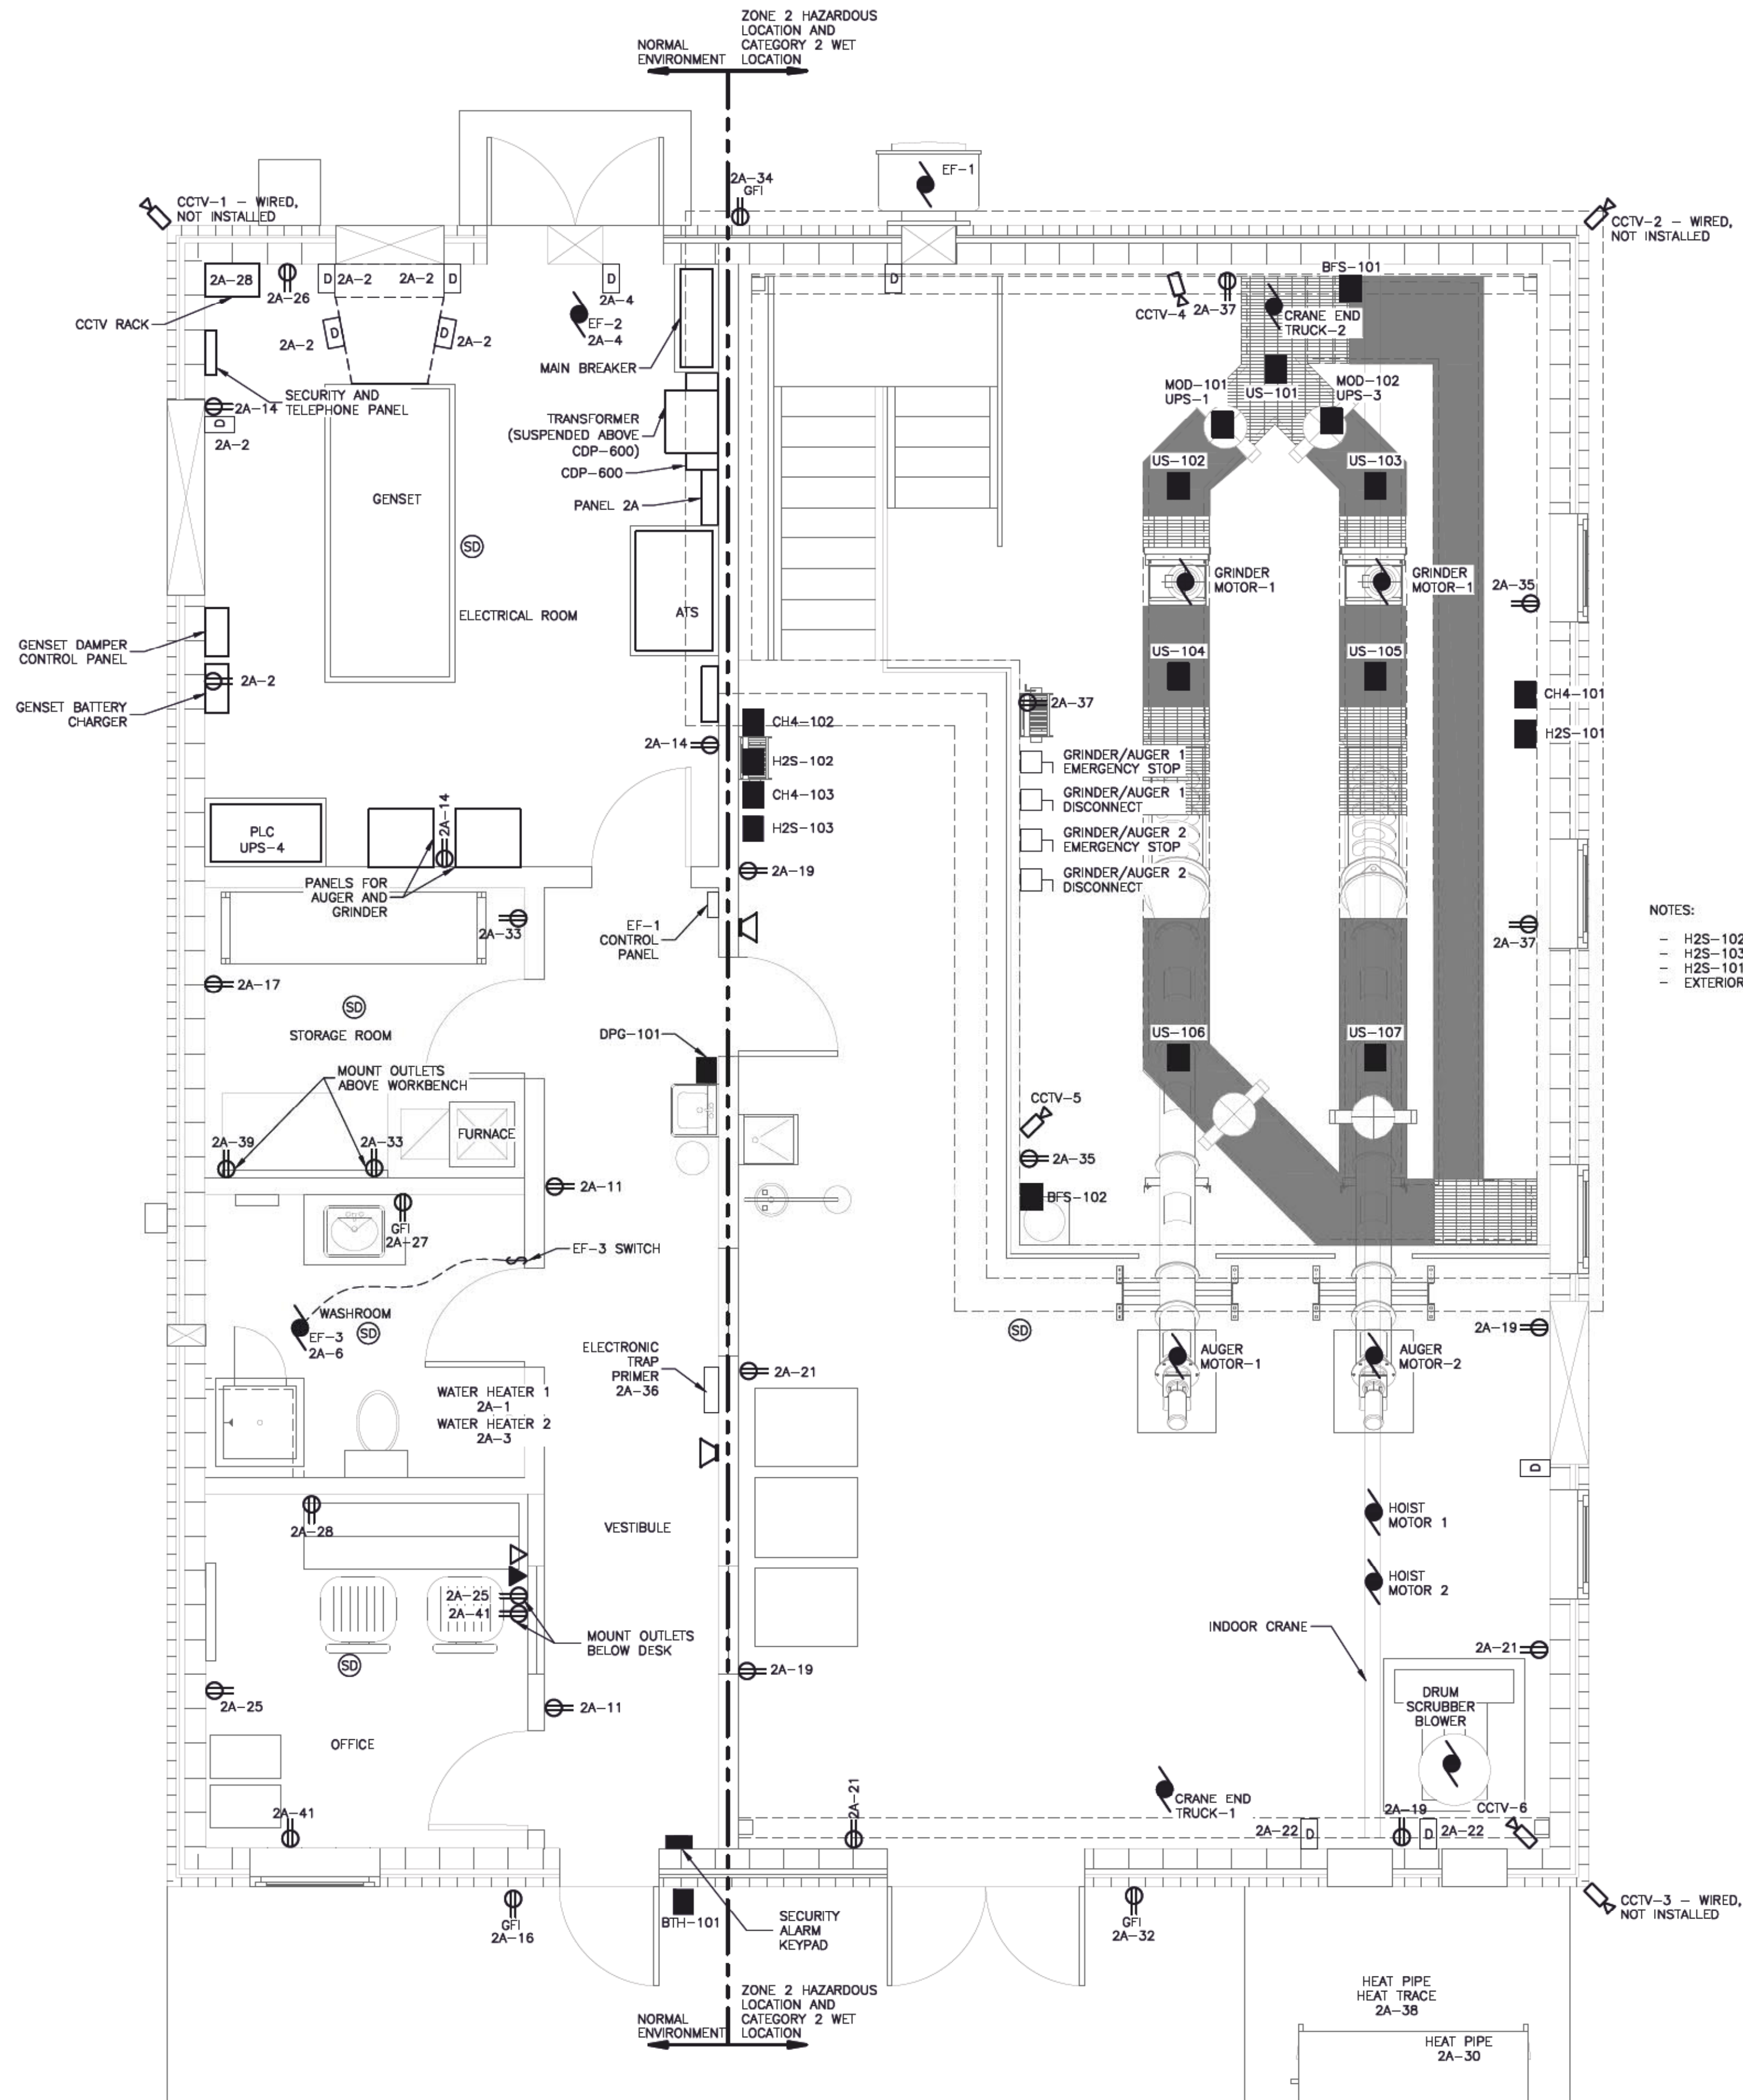 ZONE 2 HAZARDOUS
LOCATION AND
CATEGORY 2 WET
LOCATION
NORMAL
ENVIRONMENT
CCTV-1 – WIRED,
NOT INSTALLED
2A-34
GFI
EF-1
CCTV-2 – WIRED,
NOT INSTALLED
2A-28
2A-26
D
2A-2
2A-2
D
D
2A-4
D
BFS-101
CCTV RACK
2A-2
D
D
2A-2
EF-2
2A-4
CCTV-4
2A-37
CRANE END
TRUCK-2
MAIN BREAKER
SECURITY AND
TELEPHONE PANEL
2A-14
D
2A-2
TRANSFORMER
(SUSPENDED ABOVE
CDP-600)
CDP-600
PANEL 2A
MOD-101
UPS-1
US-101
MOD-102
UPS-3
US-102
US-103
GENSET
SD
ELECTRICAL ROOM
ATS
GRINDER
MOTOR-1
GRINDER
MOTOR-1
2A-35
GENSET DAMPER
CONTROL PANEL
2A-2
GENSET BATTERY
CHARGER
US-104
US-105
CH4-101
H2S-101
2A-37
CH4-102
2A-14
H2S-102
CH4-103
H2S-103
GRINDER/AUGER 1
EMERGENCY STOP
GRINDER/AUGER 1
DISCONNECT
GRINDER/AUGER 2
EMERGENCY STOP
GRINDER/AUGER 2
DISCONNECT
PLC
UPS-4
2A-14
PANELS FOR
AUGER AND
GRINDER
2A-19
2A-33
EF-1
CONTROL
PANEL
2A-37
NOTES:
– H2S-102
– H2S-103
– H2S-101
– EXTERIOR
2A-17
SD
STORAGE ROOM
DPG-101
US-106
US-107
MOUNT OUTLETS
ABOVE WORKBENCH
FURNACE
CCTV-5
2A-39
2A-33
2A-35
2A-11
BFS-102
GFI
2A-27
EF-3 SWITCH
WASHROOM
EF-3
2A-6
SD
SD
2A-19
ELECTRONIC
TRAP
PRIMER
2A-36
2A-21
AUGER
MOTOR-1
AUGER
MOTOR-2
WATER HEATER 1
2A-1
WATER HEATER 2
2A-3
D
2A-28
VESTIBULE
HOIST
MOTOR 1
HOIST
MOTOR 2
2A-25
2A-41
MOUNT OUTLETS
BELOW DESK
INDOOR CRANE
2A-21
SD
2A-19
2A-25
2A-11
DRUM
SCRUBBER
BLOWER
OFFICE
2A-41
2A-21
CRANE END
TRUCK-1
2A-19
CCTV-6
2A-22
D
D
2A-22
GFI
2A-16
BTH-101
SECURITY
ALARM
KEYPAD
GFI
2A-32
CCTV-3 – WIRED,
NOT INSTALLED
ZONE 2 HAZARDOUS
LOCATION AND
CATEGORY 2 WET
LOCATION
NORMAL
ENVIRONMENT
HEAT PIPE
HEAT TRACE
2A-38
HEAT PIPE
2A-30